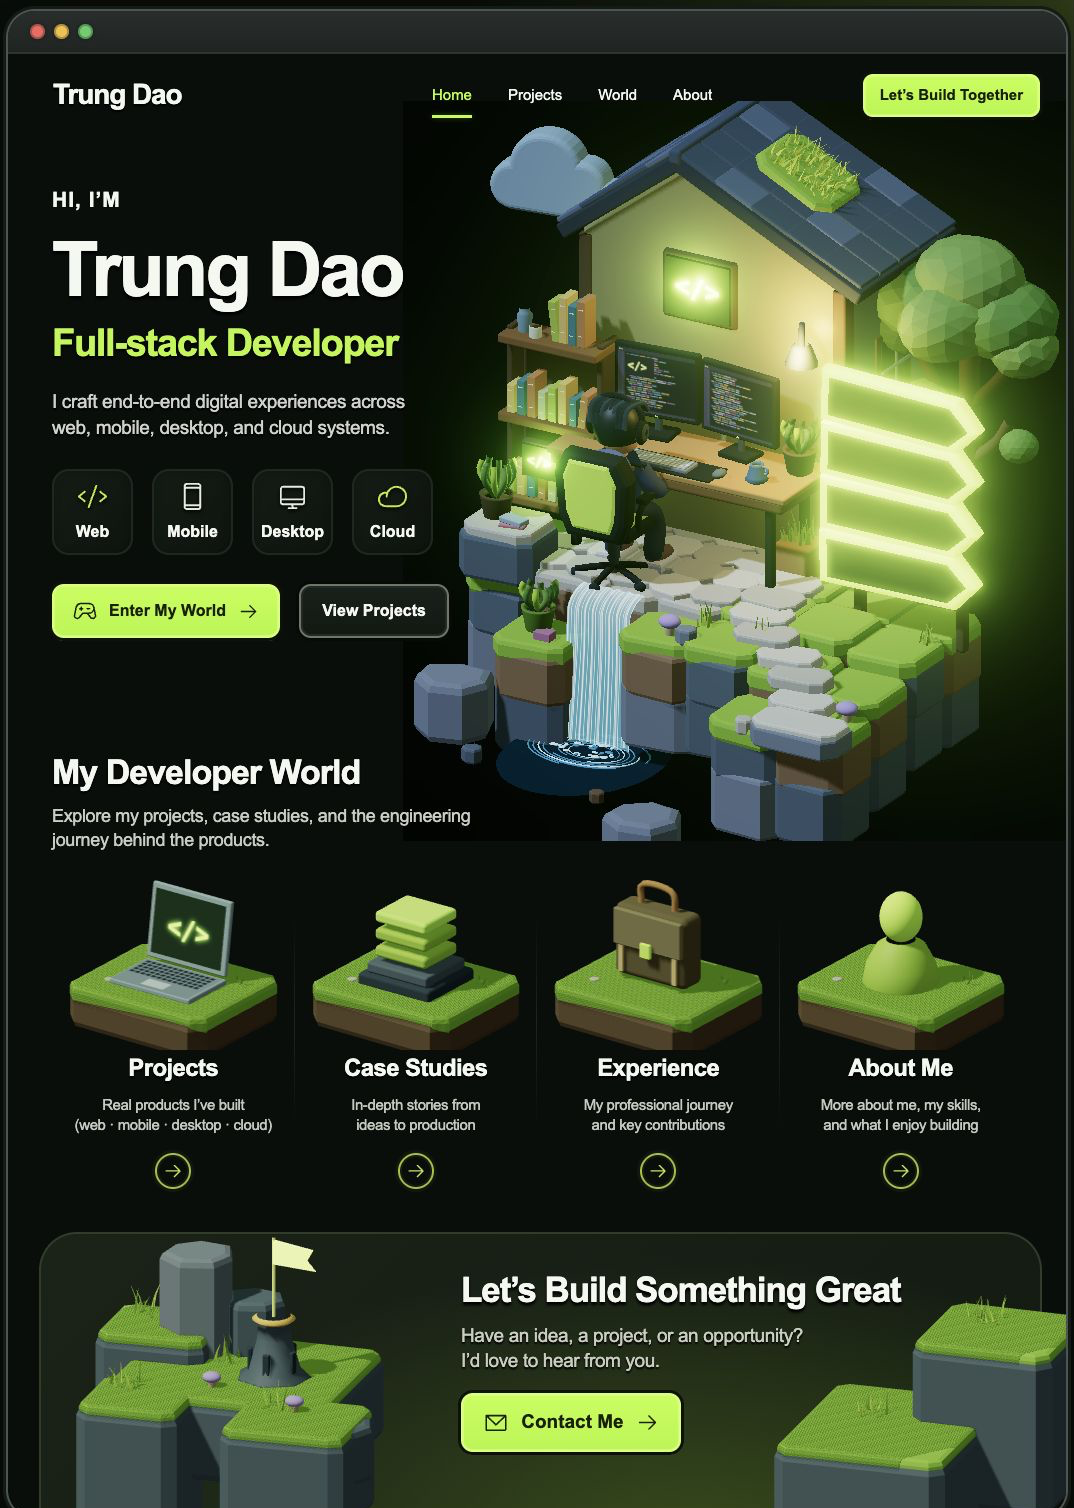 Trung Dao
Home
Projects
World
About
Let’s Build Together
HI, I’M
Trung Dao
Full-stack Developer
I craft end-to-end digital experiences across
web, mobile, desktop, and cloud systems.
</>
</>
</>
Web
Mobile
Desktop
Cloud
Enter My World
View Projects
My Developer World
Explore my projects, case studies, and the engineering
journey behind the products.
</>
Projects
Real products I’ve built
(web · mobile · desktop · cloud)
Case Studies
In-depth stories from
ideas to production
Experience
My professional journey
and key contributions
About Me
More about me, my skills,
and what I enjoy building
Let’s Build Something Great
Have an idea, a project, or an opportunity?
I’d love to hear from you.
Contact Me